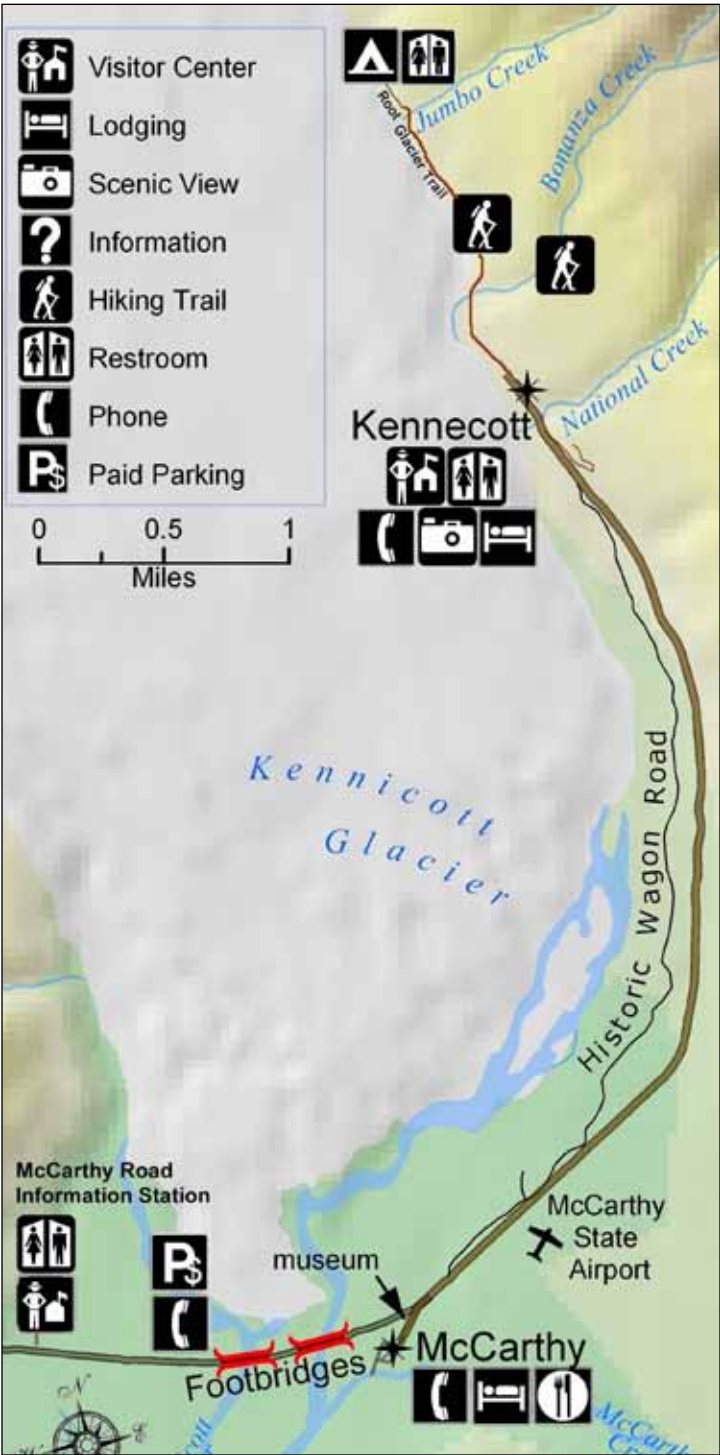 Visitor Center
Lodging
Scenic View
? Information
Hiking Trail
Restroom
Phone
P$ Paid Parking
0 0.5 1
Miles
Root Glacier Trail
Jumbo Creek
Bonanza Creek
National Creek
Kennecott
Kennicott
Glacier
Historic Wagon Road
McCarthy Road
Information Station
P$
museum
McCarthy
State
Airport
McCarthy
Footbridges
N
E